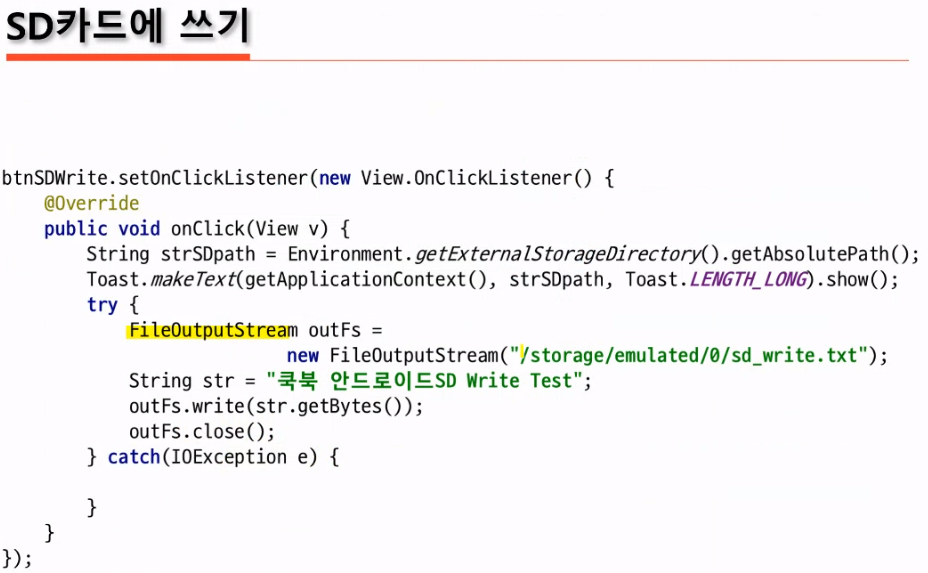 SD카드에 쓰기
btnSDWrite.setOnClickListener(new View.OnClickListener() {
@Override
public void onClick(View v) {
String strSDpath = Environment.getExternalStorageDirectory().getAbsolutePath();
Toast.makeText(getApplicationContext(), strSDpath, Toast.LENGTH_LONG).show();
try {
FileOutputStream outFs =
new FileOutputStream("/storage/emulated/0/sd_write.txt");
String str = "쿡북 안드로이드SD Write Test";
outFs.write(str.getBytes());
outFs.close();
} catch(IOException e) {
}
}
});